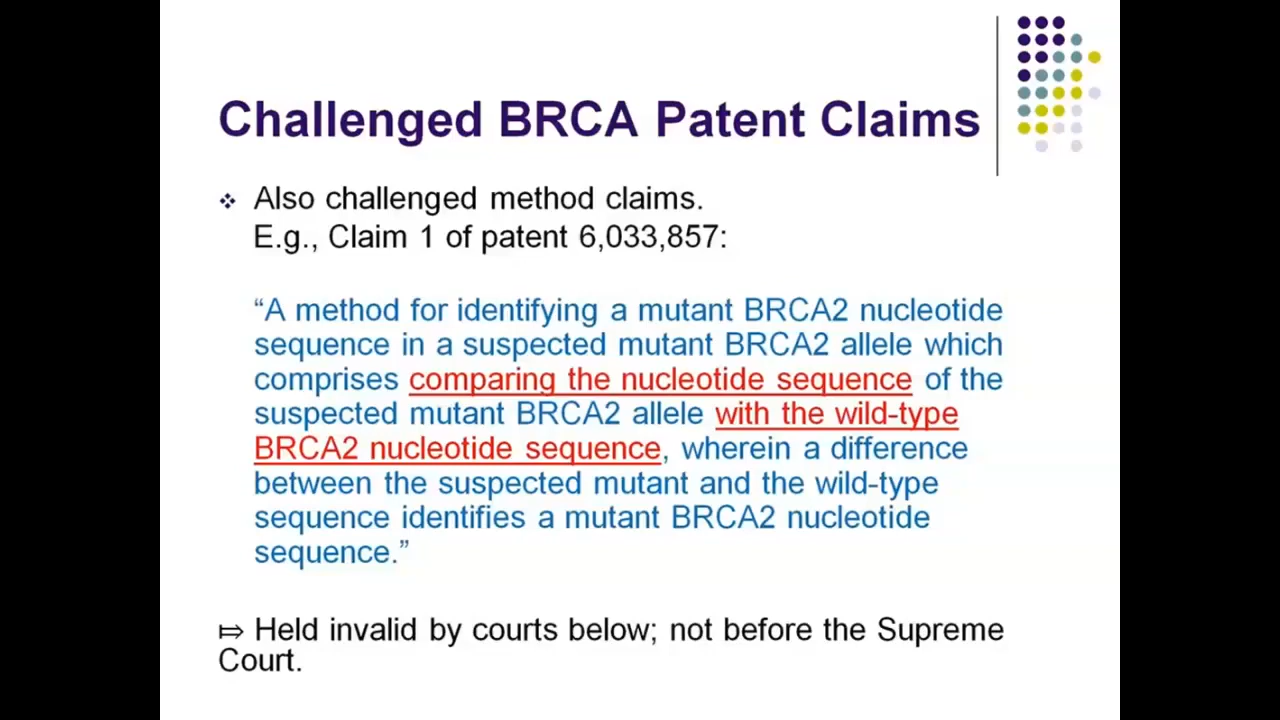 Challenged BRCA Patent Claims
❖ Also challenged method claims.
E.g., Claim 1 of patent 6,033,857:
“A method for identifying a mutant BRCA2 nucleotide
sequence in a suspected mutant BRCA2 allele which
comprises comparing the nucleotide sequence of the
suspected mutant BRCA2 allele with the wild-type
BRCA2 nucleotide sequence, wherein a difference
between the suspected mutant and the wild-type
sequence identifies a mutant BRCA2 nucleotide
sequence.”
⤇ Held invalid by courts below; not before the Supreme
Court.